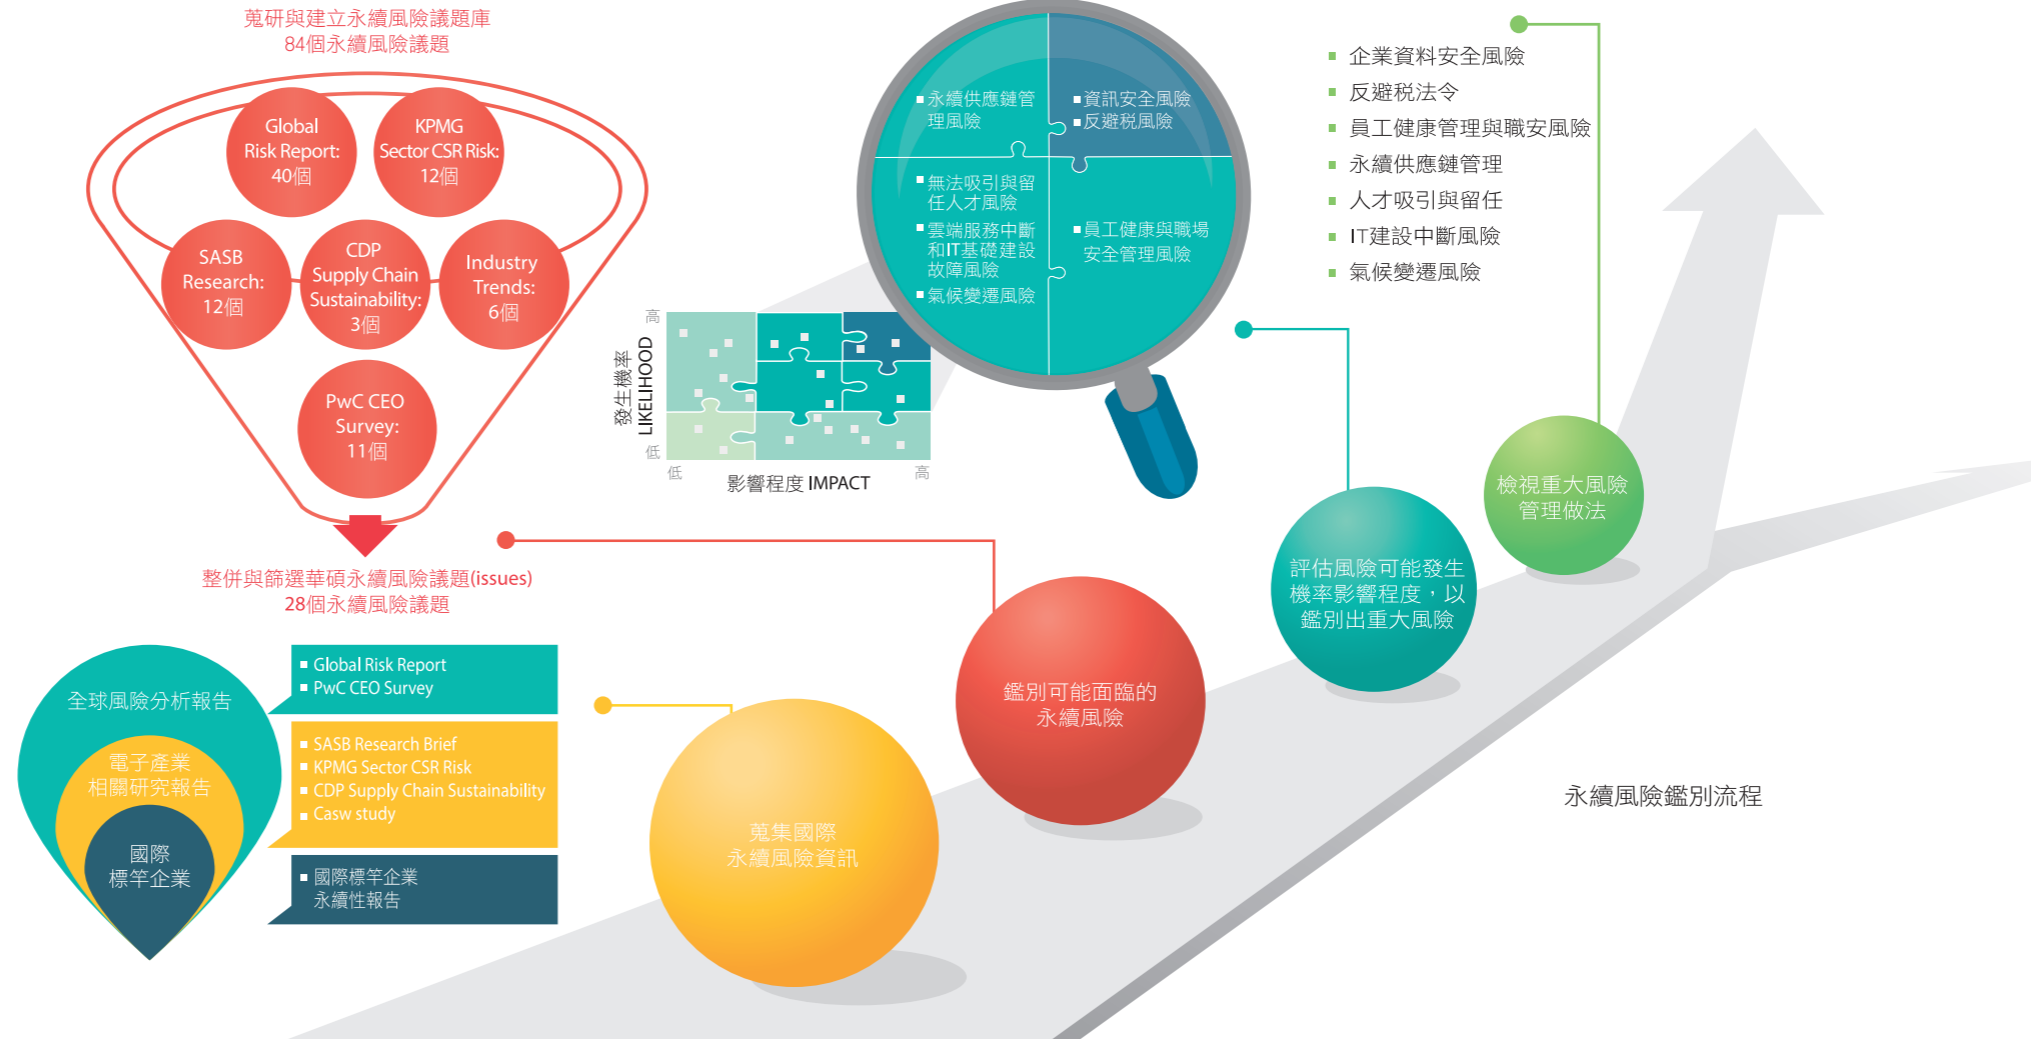 蒐研與建立永續風險議題庫
84個永續風險議題
Global
Risk Report:
40個
KPMG
Sector CSR Risk:
12個
SASB
Research:
12個
CDP
Supply Chain
Sustainability:
3個
Industry
Trends:
6個
PwC CEO
Survey:
11個
整併與篩選華碩永續風險議題(issues)
28個永續風險議題
全球風險分析報告
電子產業
相關研究報告
國際
標竿企業
▪ Global Risk Report
▪ PwC CEO Survey
▪ SASB Research Brief
▪ KPMG Sector CSR Risk
▪ CDP Supply Chain Sustainability
▪ Casw study
▪ 國際標竿企業
永續性報告
高
發生機率
LIKELIHOOD
低
低
高
影響程度 IMPACT
▪永續供應鏈管
理風險
▪資訊安全風險
▪反避稅風險
▪無法吸引與留
任人才風險
▪雲端服務中斷
和IT基礎建設
故障風險
▪氣候變遷風險
▪員工健康與職場
安全管理風險
▪ 企業資料安全風險
▪ 反避稅法令
▪ 員工健康管理與職安風險
▪ 永續供應鏈管理
▪ 人才吸引與留任
▪ IT建設中斷風險
▪ 氣候變遷風險
蒐集國際
永續風險資訊
鑑別可能面臨的
永續風險
評估風險可能發生
機率影響程度，以
鑑別出重大風險
檢視重大風險
管理做法
永續風險鑑別流程